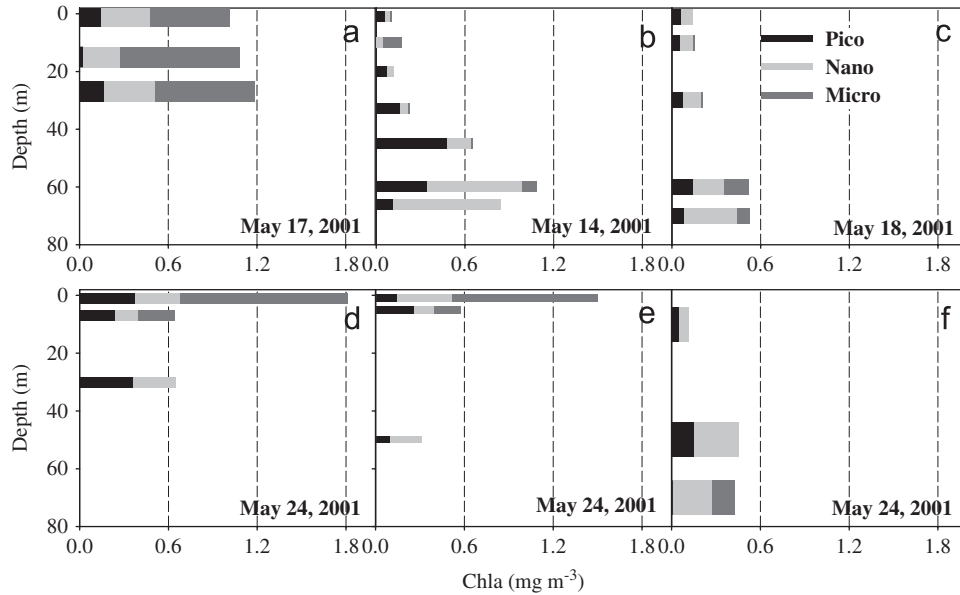 0
20
40
60
80
Depth (m)
a
May 17, 2001
0.0 0.6 1.2 1.8
b
May 14, 2001
0.0 0.6 1.2 1.8
c
Pico
Nano
Micro
May 18, 2001
0.0 0.6 1.2 1.8
0
20
40
60
80
Depth (m)
d
May 24, 2001
0.0 0.6 1.2 1.8
e
May 24, 2001
0.0 0.6 1.2 1.8
f
May 24, 2001
0.0 0.6 1.2 1.8
Chla (mg m⁻³)